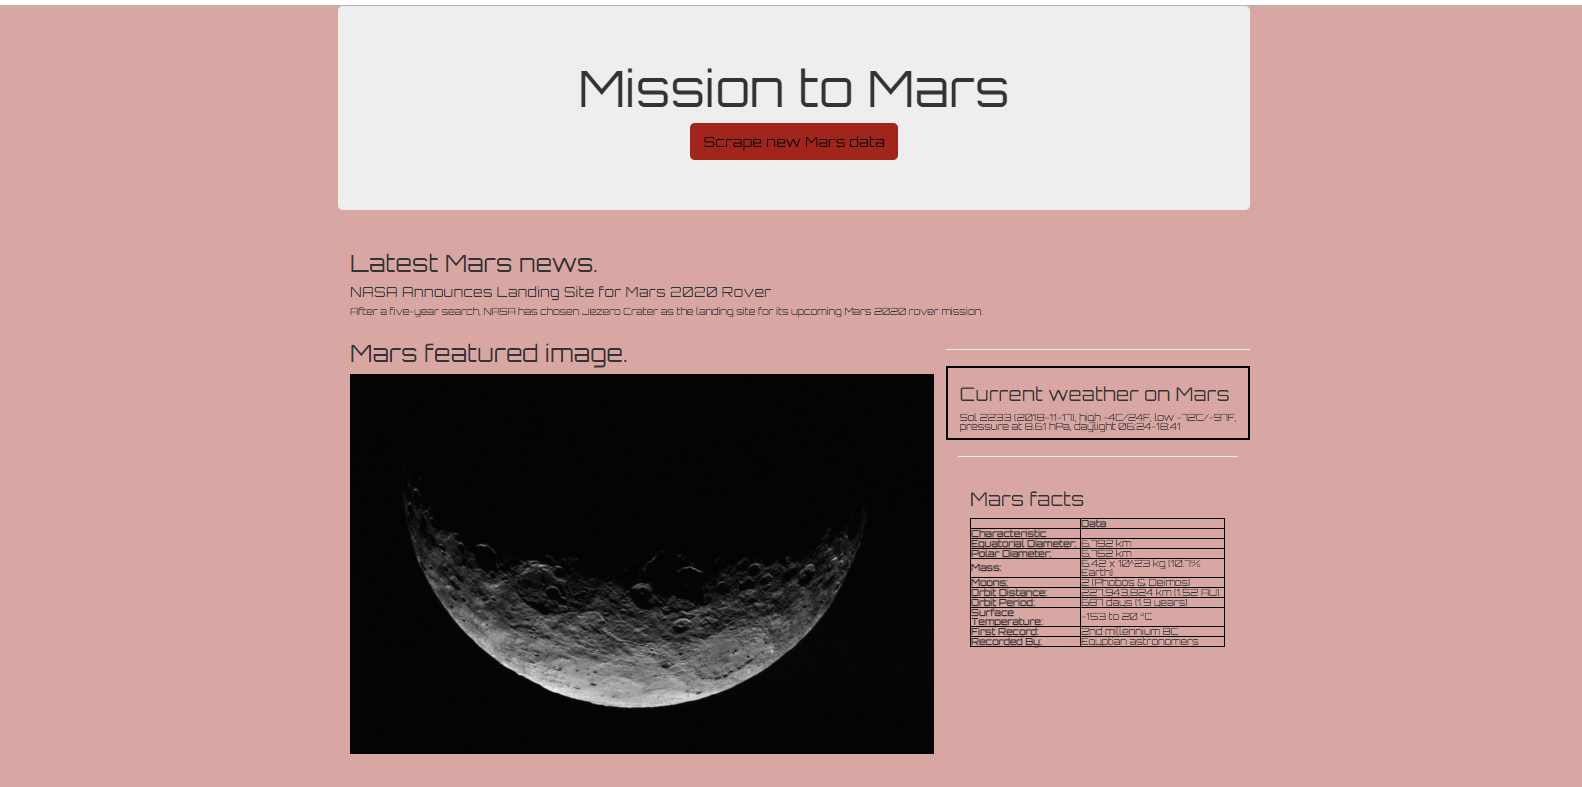 Mission to Mars
Scrape new Mars data
Latest Mars news.
NASA Announces Landing Site for Mars 2020 Rover
After a five-year search, NASA has chosen Jezero Crater as the landing site for its upcoming Mars 2020 rover mission.
Mars featured image.
Current weather on Mars
Sol 2233 (2018-11-17), high -4C/24F, low -72C/-97F,
pressure at 8.61 hPa, daylight 06:24-18:41
Mars facts
Data
Characteristic
Equatorial Diameter: 6,792 km
Polar Diameter: 6,752 km
Mass: 6.42 x 10^23 kg (10.7%
Earth)
Moons: 2 (Phobos & Deimos)
Orbit Distance: 227,943,824 km (1.52 AU)
Orbit Period: 687 days (1.9 years)
Surface
Temperature: -153 to 20 °C
First Record: 2nd millennium BC
Recorded By: Egyptian astronomers